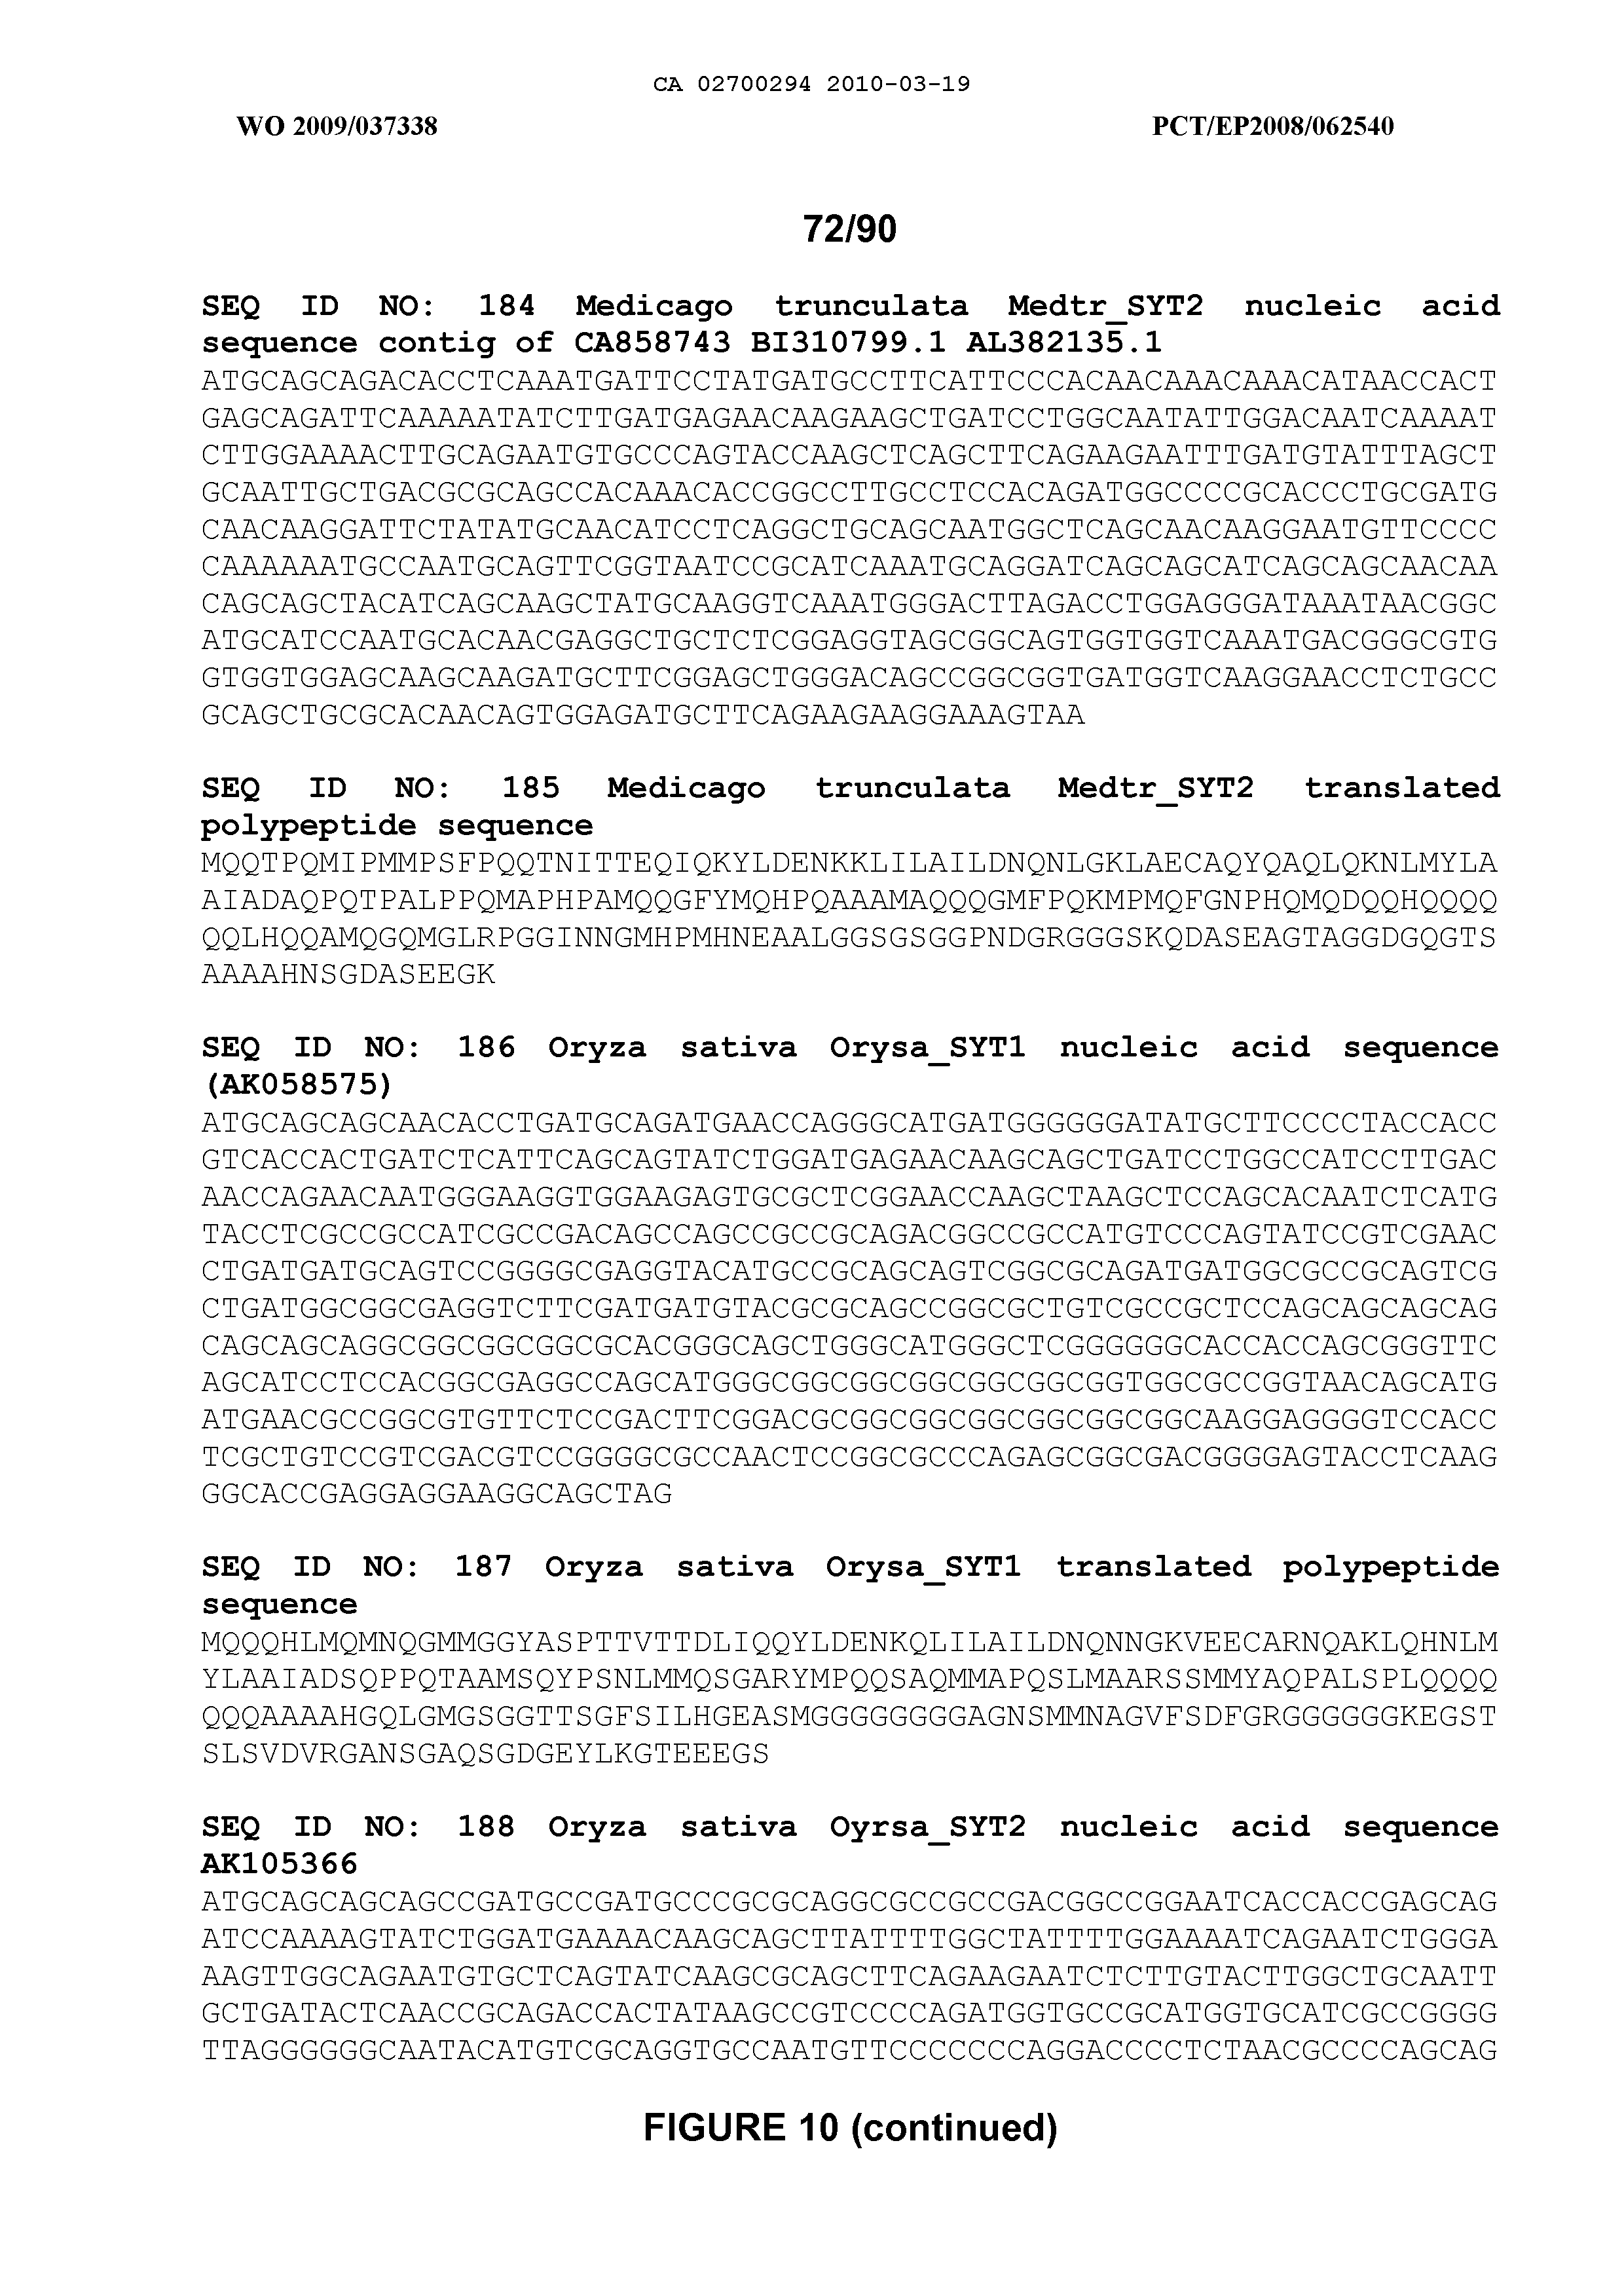 CA 02700294 2010-03-19
WO 2009/037338 PCT/EP2008/062540
72/90
SEQ ID NO: 184 Medicago trunculata Medtr_SYT2 nucleic acid
sequence contig of CA858743 BI310799.1 AL382135.1
ATGCAGCAGACACCTCAAATGATTCCTATGATGCCTTCATTCCCACAACAAACAAACATAACCACT
GAGCAGATTCAAAAATATCTTGATGAGAACAAGAAGCTGATCCTGGCAATATTGGACAATCAAAAT
CTTGGAAAACTTGCAGAATGTGCCCAGTACCAAGCTCAGCTTCAGAAGAATTTGATGTATTTAGCT
GCAATTGCTGACGCGCAGCCACAAACACCGGCCTTGCCTCCACAGATGGCCCCGCACCCTGCGATG
CAACAAGGATTCTATATGCAACATCCTCAGGCTGCAGCAATGGCTCAGCAACAAGGAATGTTCCCC
CAAAAAATGCCAATGCAGTTCGGTAATCCGCATCAAATGCAGGATCAGCAGCATCAGCAGCAACAA
CAGCAGCTACATCAGCAAGCTATGCAAGGTCAAATGGGACTTAGACCTGGAGGGATAAATAACGGC
ATGCATCCAATGCACAACGAGGCTGCTCTCGGAGGTAGCGGCAGTGGTGGTCAAATGACGGGCGTG
GTGGTGGAGCAAGCAAGATGCTTCGGAGCTGGGACAGCCGGCGGTGATGGTCAAGGAACCTCTGCC
GCAGCTGCGCACAACAGTGGAGATGCTTCAGAAGAAGGAAAGTAA
SEQ ID NO: 185 Medicago trunculata Medtr_SYT2 translated
polypeptide sequence
MQQTPQMIPMMPSFPQQTNITTEQIQKYLDENKKLILAILDNQNLGKLAECAQYQAQLQKNLMYLA
AIADAQPQTPALPPQMAPHPAMQQGFYMQHPQAAAMAQQQGMFPQKMPMQFGNPHQMQDQQHQQQQ
QQLHQQAMQGQMGLRPGGINNGMHPMHNEAALGGSGSGGPNDGRGGGSKQDASEAGTAGGDGQGTS
AAAAHNSGDASEEGK
SEQ ID NO: 186 Oryza sativa Orysa_SYT1 nucleic acid sequence
(AK058575)
ATGCAGCAGCAACACCTGATGCAGATGAACCAGGGCATGATGGGGGGATATGCTTCCCCTACCACC
GTCACCACTGATCTCATTCAGCAGTATCTGGATGAGAACAAGCAGCTGATCCTGGCCATCCTTGAC
AACCAGAACAATGGGAAGGTGGAAGAGTGCGCTCGGAACCAAGCTAAGCTCCAGCACAATCTCATG
TACCTCGCCGCCATCGCCGACAGCCAGCCGCCGCAGACGGCCGCCATGTCCCAGTATCCGTCGAAC
CTGATGATGCAGTCCGGGGCGAGGTACATGCCGCAGCAGTCGGCGCAGATGATGGCGCCGCAGTCG
CTGATGGCGGCGAGGTCTTCGATGATGTACGCGCAGCCGGCGCTGTCGCCGCTCCAGCAGCAGCAG
CAGCAGCAGGCGGCGGCGGCGCACGGGCAGCTGGGCATGGGCTCGGGGGGCACCACCAGCGGGTTC
AGCATCCTCCACGGCGAGGCCAGCATGGGCGGCGGCGGCGGCGGCGGTGGCGCCGGTAACAGCATG
ATGAACGCCGGCGTGTTCTCCGACTTCGGACGCGGCGGCGGCGGCGGCGGCAAGGAGGGGTCCACC
TCGCTGTCCGTCGACGTCCGGGGCGCCAACTCCGGCGCCCAGAGCGGCGACGGGGAGTACCTCAAG
GGCACCGAGGAGGAAGGCAGCTAG
SEQ ID NO: 187 Oryza sativa Orysa_SYT1 translated polypeptide
sequence
MQQQHLMQMNQGMMGGYASPTTVTTDLIQQYLDENKQLILAILDNQNNGKVEECARNQAKLQHNLM
YLAAIADSQPPQTAAMSQYPSNLMMQSGARYMPQQSAQMMAPQSLMAARSSMMYAQPALSPLQQQQ
QQQAAAAHGQLGMGSGGTTSGFSILHGEASMGGGGGGGGAGNSMMNAGVFSDFGRGGGGGGKEGST
SLSVDVRGANSGAQSGDGEYLKGTEEEGS
SEQ ID NO: 188 Oryza sativa Oyrsa_SYT2 nucleic acid sequence
AK105366
ATGCAGCAGCAGCCGATGCCGATGCCCGCGCAGGCGCCGCCGACGGCCGGAATCACCACCGAGCAG
ATCCAAAAGTATCTGGATGAAAACAAGCAGCTTATTTTGGCTATTTTGGAAAATCAGAATCTGGGA
AAGTTGGCAGAATGTGCTCAGTATCAAGCGCAGCTTCAGAAGAATCTCTTGTACTTGGCTGCAATT
GCTGATACTCAACCGCAGACCACTATAAGCCGTCCCCAGATGGTGCCGCATGGTGCATCGCCGGGG
TTAGGGGGGCAATACATGTCGCAGGTGCCAATGTTCCCCCCCAGGACCCCTCTAACGCCCCAGCAG
FIGURE 10 (continued)